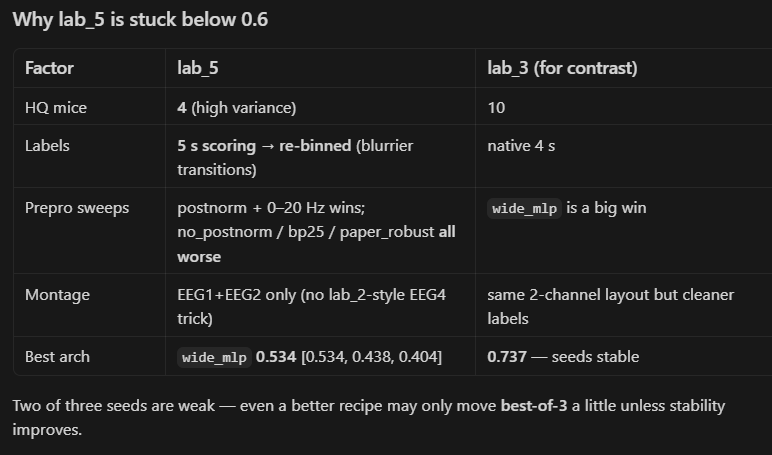 Why lab_5 is stuck below 0.6
Factor
lab_5
lab_3 (for contrast)
HQ mice
4 (high variance)
10
Labels
5 s scoring → re-binned (blurrier
transitions)
native 4 s
Prepro sweeps
postnorm + 0–20 Hz wins;
no_postnorm / bp25 / paper_robust all
worse
wide_mlp is a big win
Montage
EEG1+EEG2 only (no lab_2-style EEG4
trick)
same 2-channel layout but cleaner
labels
Best arch
wide_mlp 0.534 [0.534, 0.438, 0.404]
0.737 — seeds stable
Two of three seeds are weak — even a better recipe may only move best-of-3 a little unless stability
improves.